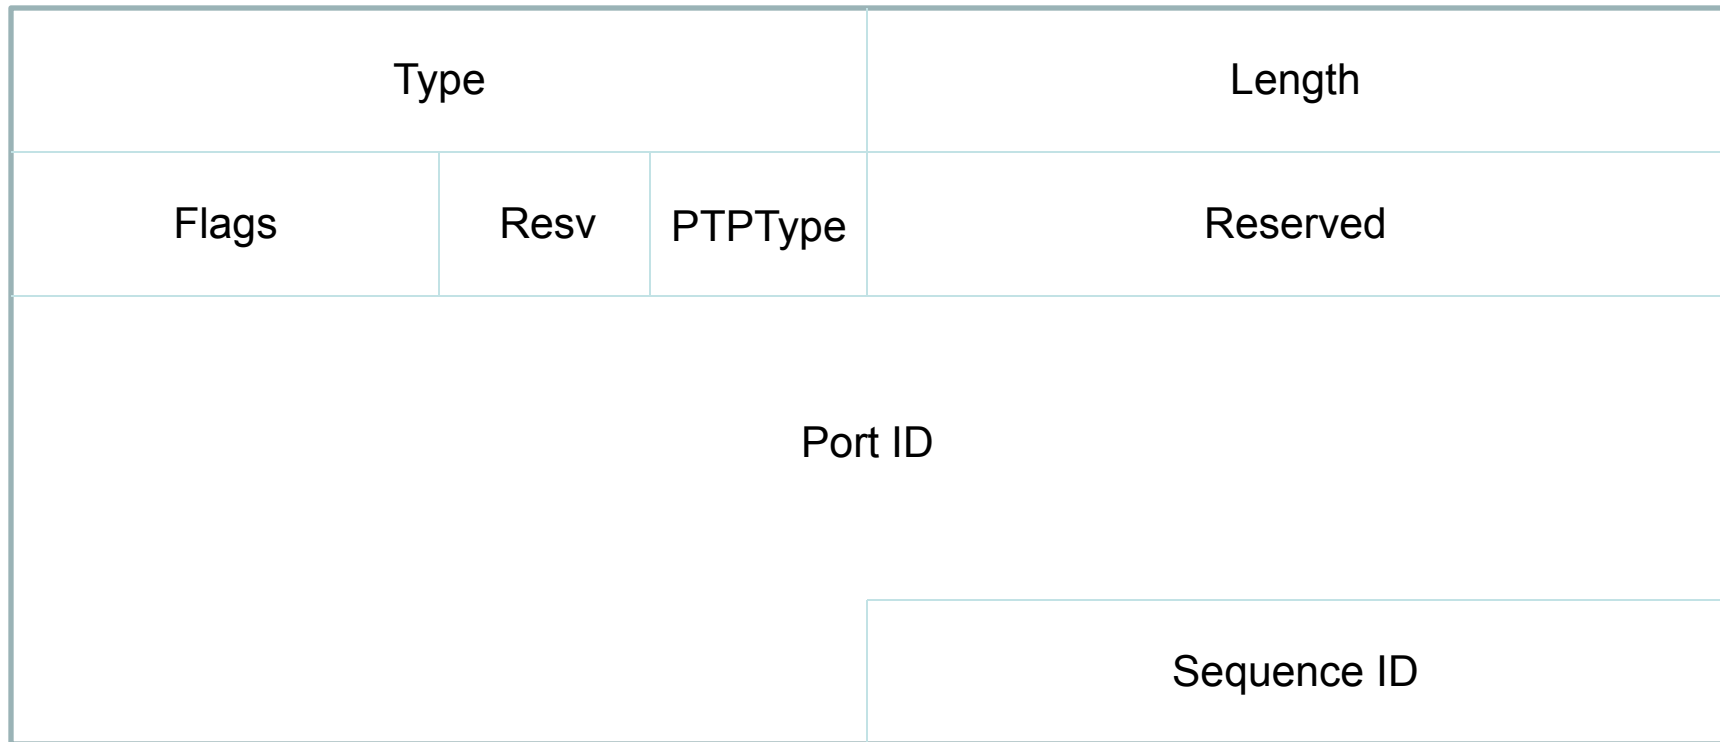 Type
Length
Flags
Resv
PTPType
Reserved
Port ID
Sequence ID